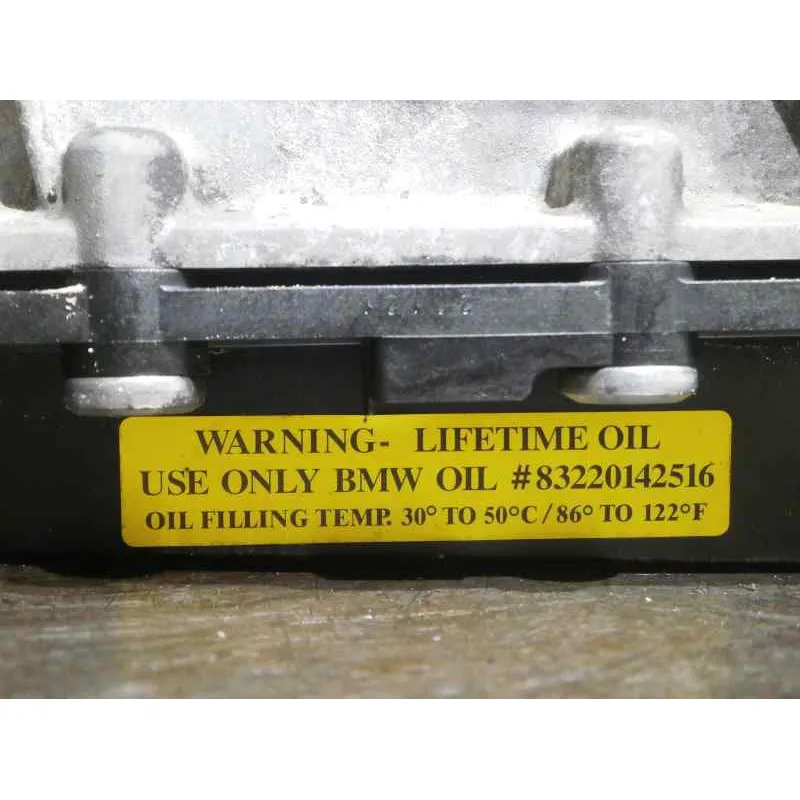 WARNING- LIFETIME OIL
USE ONLY BMW OIL #83220142516
OIL FILLING TEMP. 30° TO 50°C/86° TO 122°F